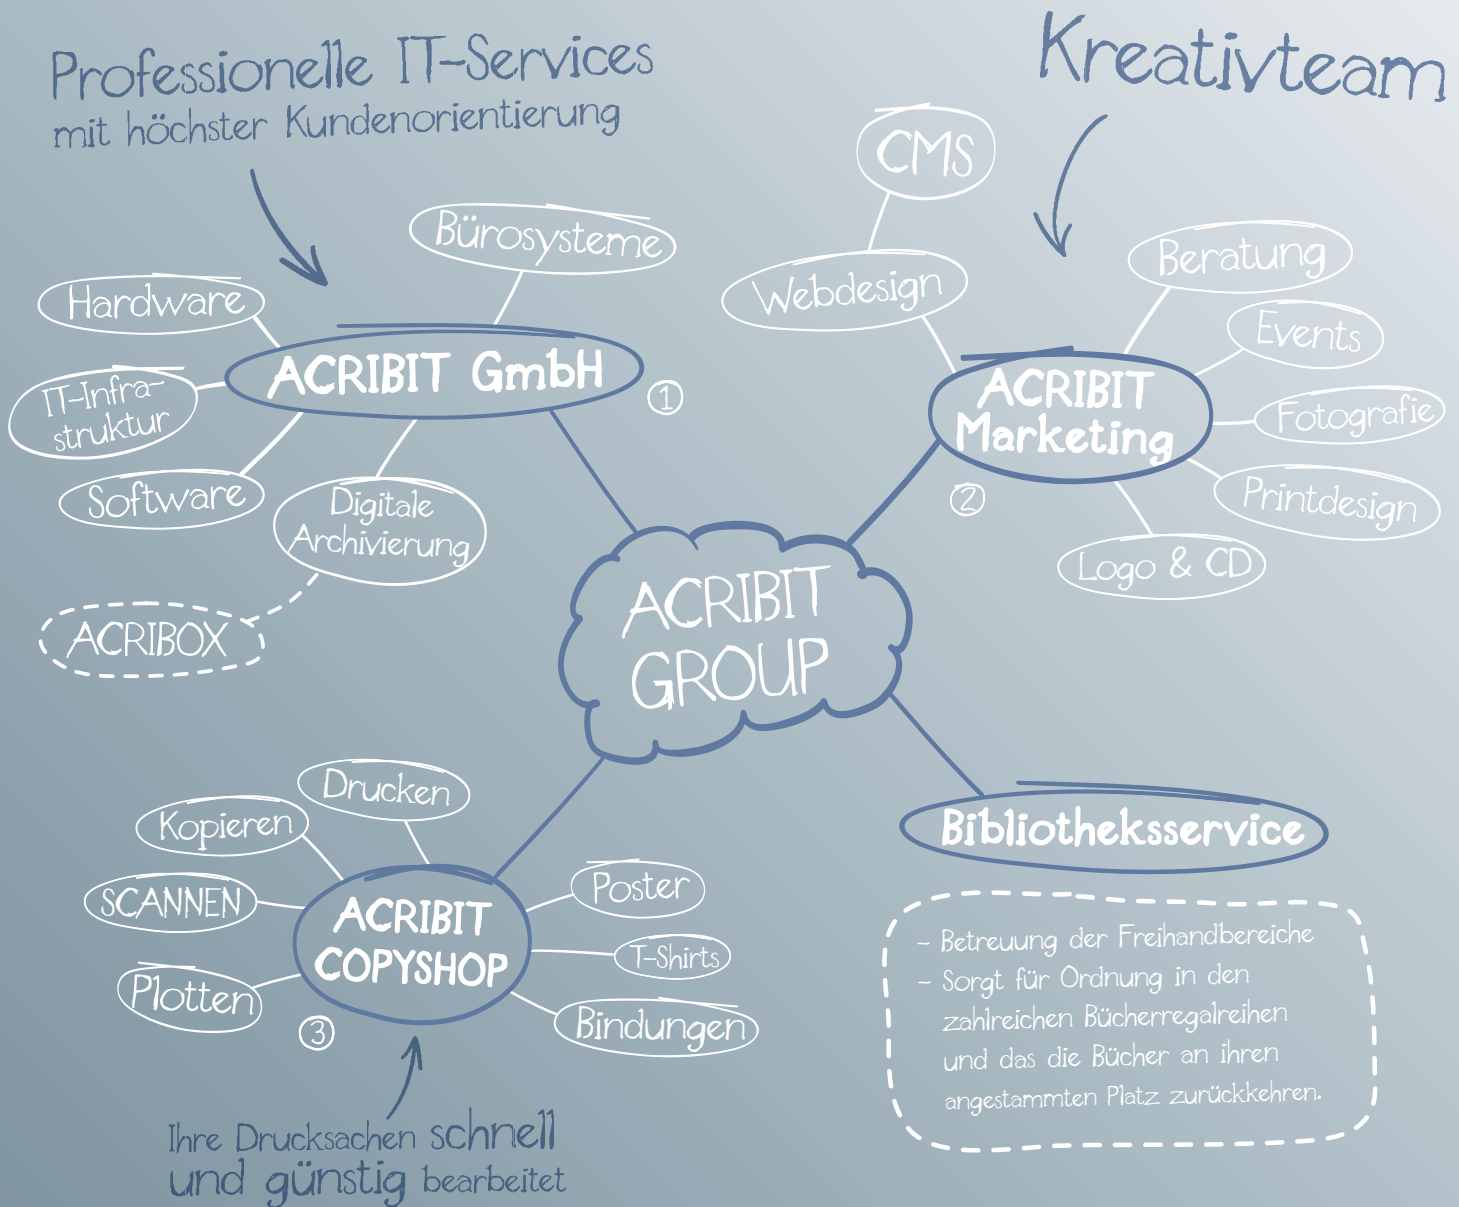 Professionelle IT-Services
mit höchster Kundenorientierung
Kreativteam
CMS
Bürosysteme
Beratung
Webdesign
Hardware
Events
ACRIBIT GmbH
IT-Infra-
struktur
1
ACRIBIT
Marketing
Fotografie
Software
Digitale
Archivierung
2
Printdesign
Logo & CD
ACRIBOX
ACRIBIT
GROUP
Drucken
Kopieren
Bibliotheksservice
SCANNEN
Poster
ACRIBIT
COPYSHOP
T-Shirts
Plotten
3
Bindungen
- Betreuung der Freihandbereiche
- Sorgt für Ordnung in den
zahlreichen Bücherregalreihen
und das die Bücher an ihren
angestammten Platz zurückkehren.
Ihre Drucksachen schnell
und günstig bearbeitet